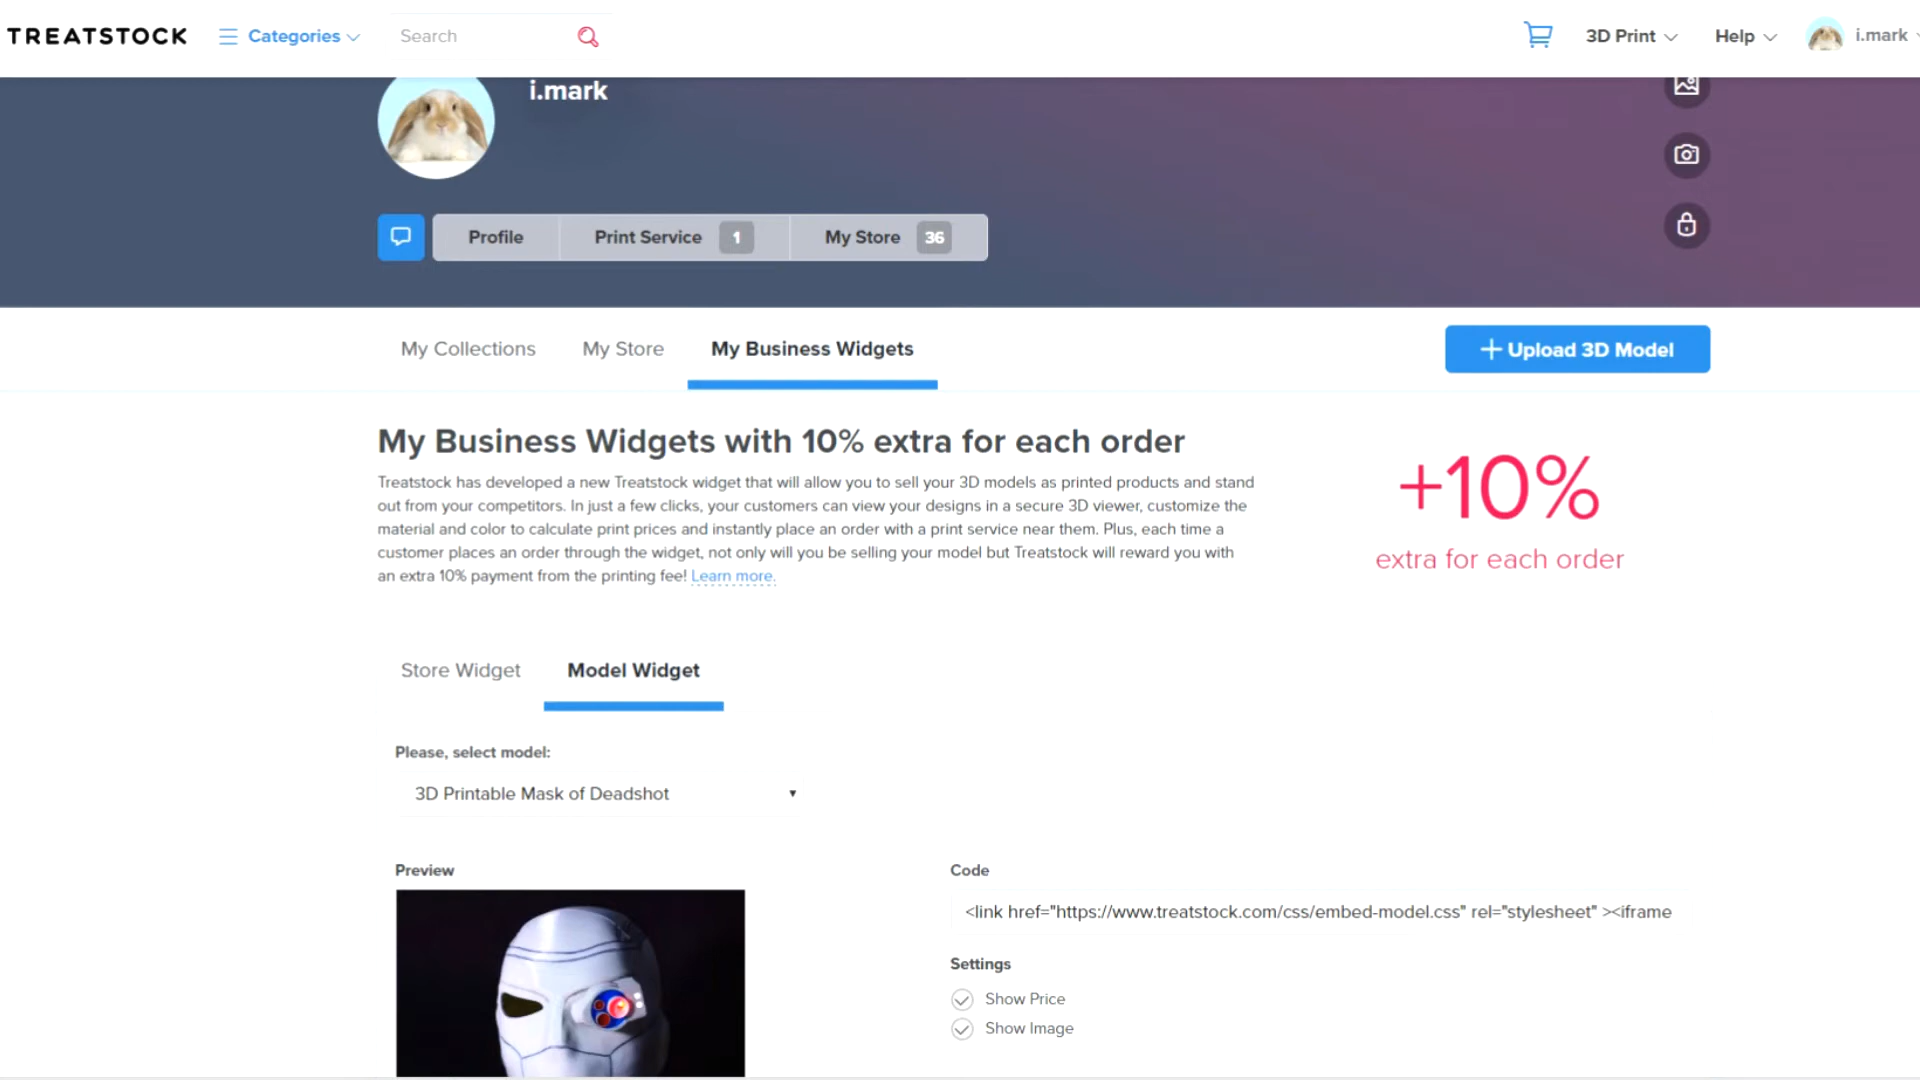 TREATSTOCK
Categories
Search
3D Print
Help
i.mark
i.mark
Profile
Print Service 1
My Store 36
My Collections
My Store
My Business Widgets
+ Upload 3D Model
My Business Widgets with 10% extra for each order
Treatstock has developed a new Treatstock widget that will allow you to sell your 3D models as printed products and stand
out from your competitors. In just a few clicks, your customers can view your designs in a secure 3D viewer, customize the
material and color to calculate print prices and instantly place an order with a print service near them. Plus, each time a
customer places an order through the widget, not only will you be selling your model but Treatstock will reward you with
an extra 10% payment from the printing fee! Learn more.
+10%
extra for each order
Store Widget
Model Widget
Please, select model:
3D Printable Mask of Deadshot
Preview
Code
<link href="https://www.treatstock.com/css/embed-model.css" rel="stylesheet" ><iframe
Settings
Show Price
Show Image